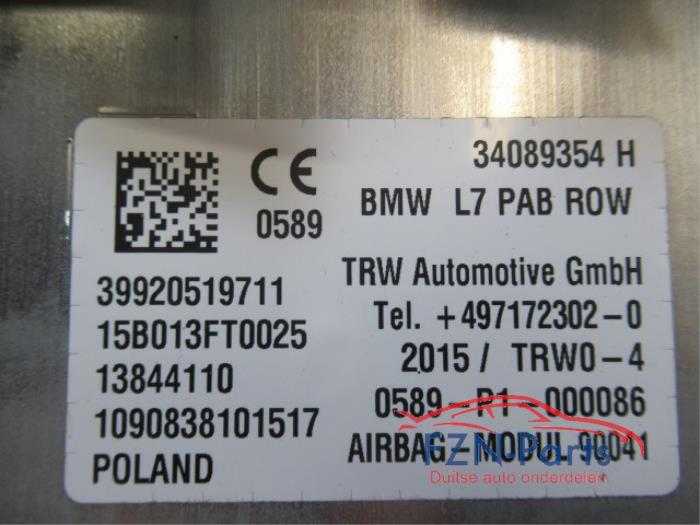 34089354 H
CE
0589
BMW L7 PAB ROW
39920519711
15B013FT0025
13844110
1090838101517
POLAND
TRW Automotive GmbH
Tel. +497172302-0
2015 / TRW0-4
0589-P1-000086
AIRBAG-MODUL 90041
FZN-Parts
Duitse auto onderdelen